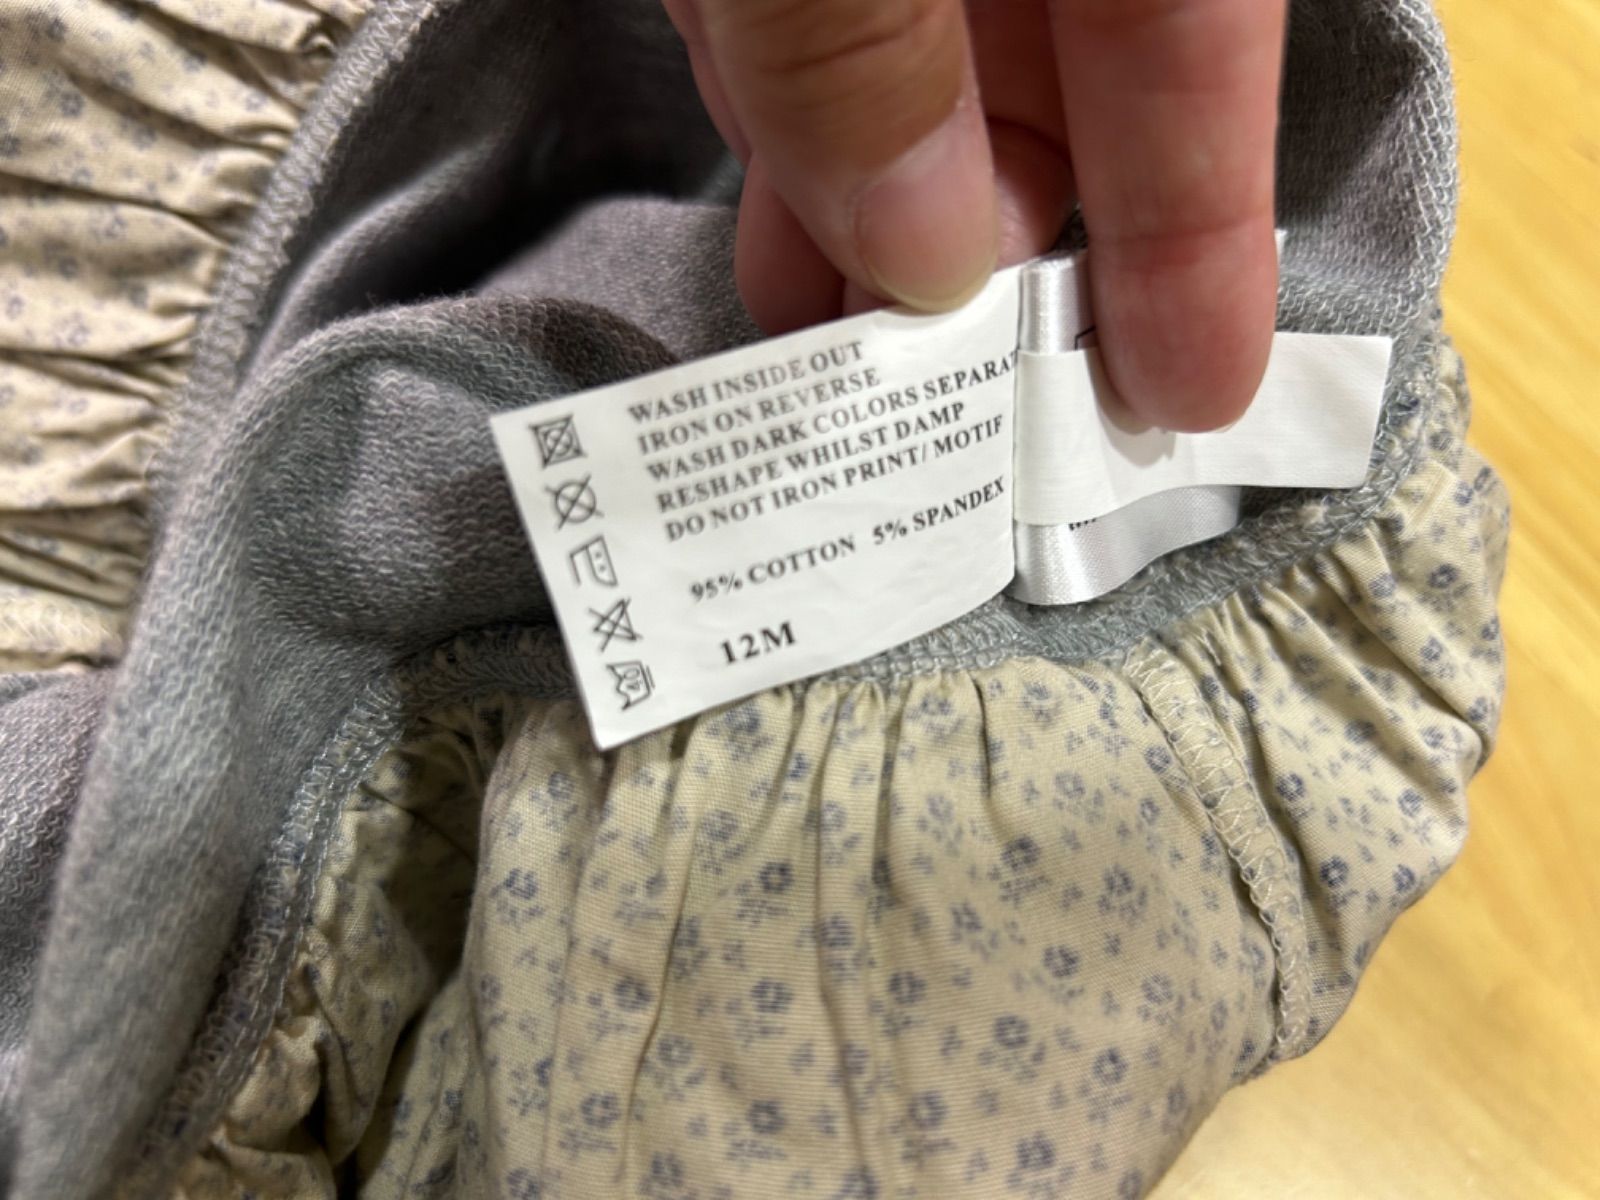 WASH INSIDE OUT
IRON ON REVERSE
WASH DARK COLORS SEPARAT
RESHAPE WHILST DAMP
DO NOT IRON PRINT/ MOTIF
95% COTTON 5% SPANDEX
12M
40